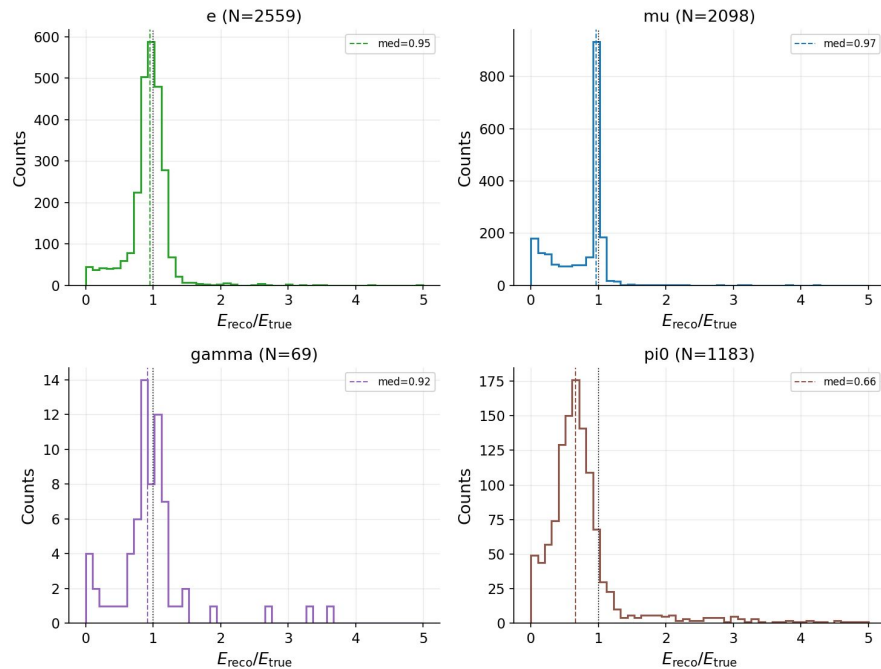 e (N=2559)
600
500
400
300
200
100
0
Counts
med=0.95
0 1 2 3 4 5
E_reco/E_true
mu (N=2098)
800
600
400
200
0
Counts
med=0.97
0 1 2 3 4 5
E_reco/E_true
gamma (N=69)
14
12
10
8
6
4
2
0
Counts
med=0.92
0 1 2 3 4 5
E_reco/E_true
pi0 (N=1183)
175
150
125
100
75
50
25
0
Counts
med=0.66
0 1 2 3 4 5
E_reco/E_true